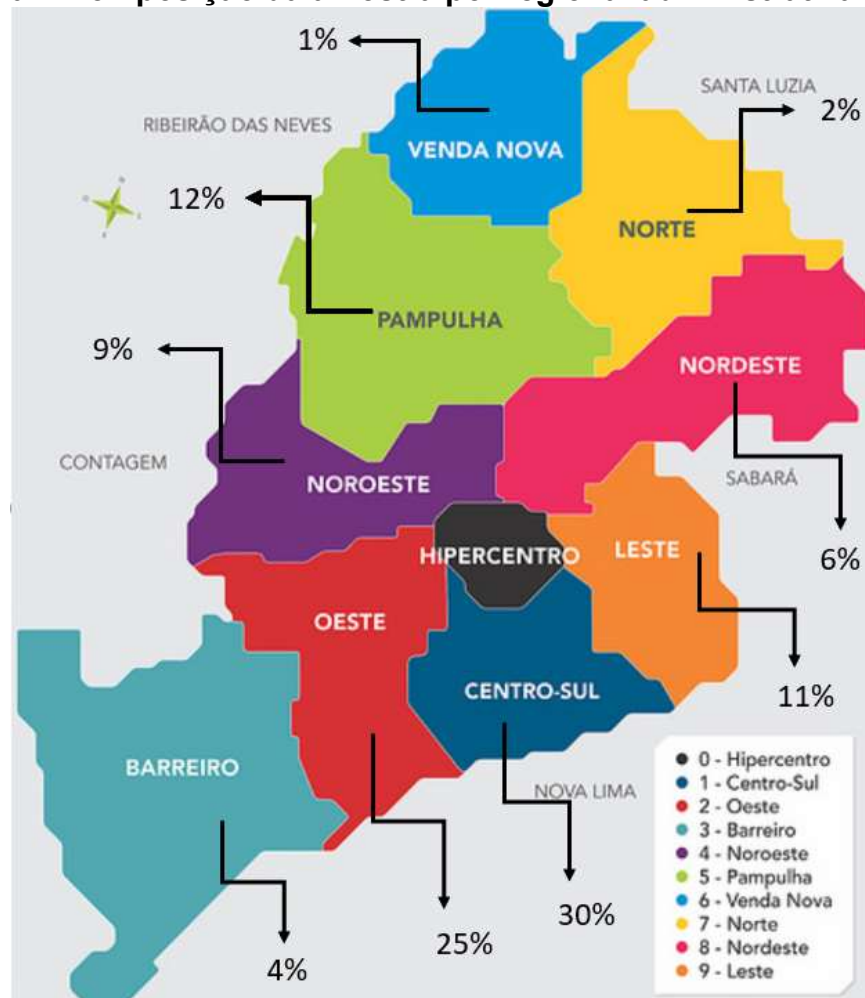 1%
SANTA LUZIA
2%
RIBEIRÃO DAS NEVES
VENDA NOVA
12%
NORTE
PAMPULHA
9%
NORDESTE
CONTAGEM
NOROESTE
SABARÁ
HIPERCENTRO
LESTE
6%
OESTE
CENTRO-SUL
11%
BARREIRO
NOVA LIMA
0 - Hipercentro
1 - Centro-Sul
2 - Oeste
3 - Barreiro
4 - Noroeste
5 - Pampulha
6 - Venda Nova
7 - Norte
8 - Nordeste
9 - Leste
30%
25%
4%